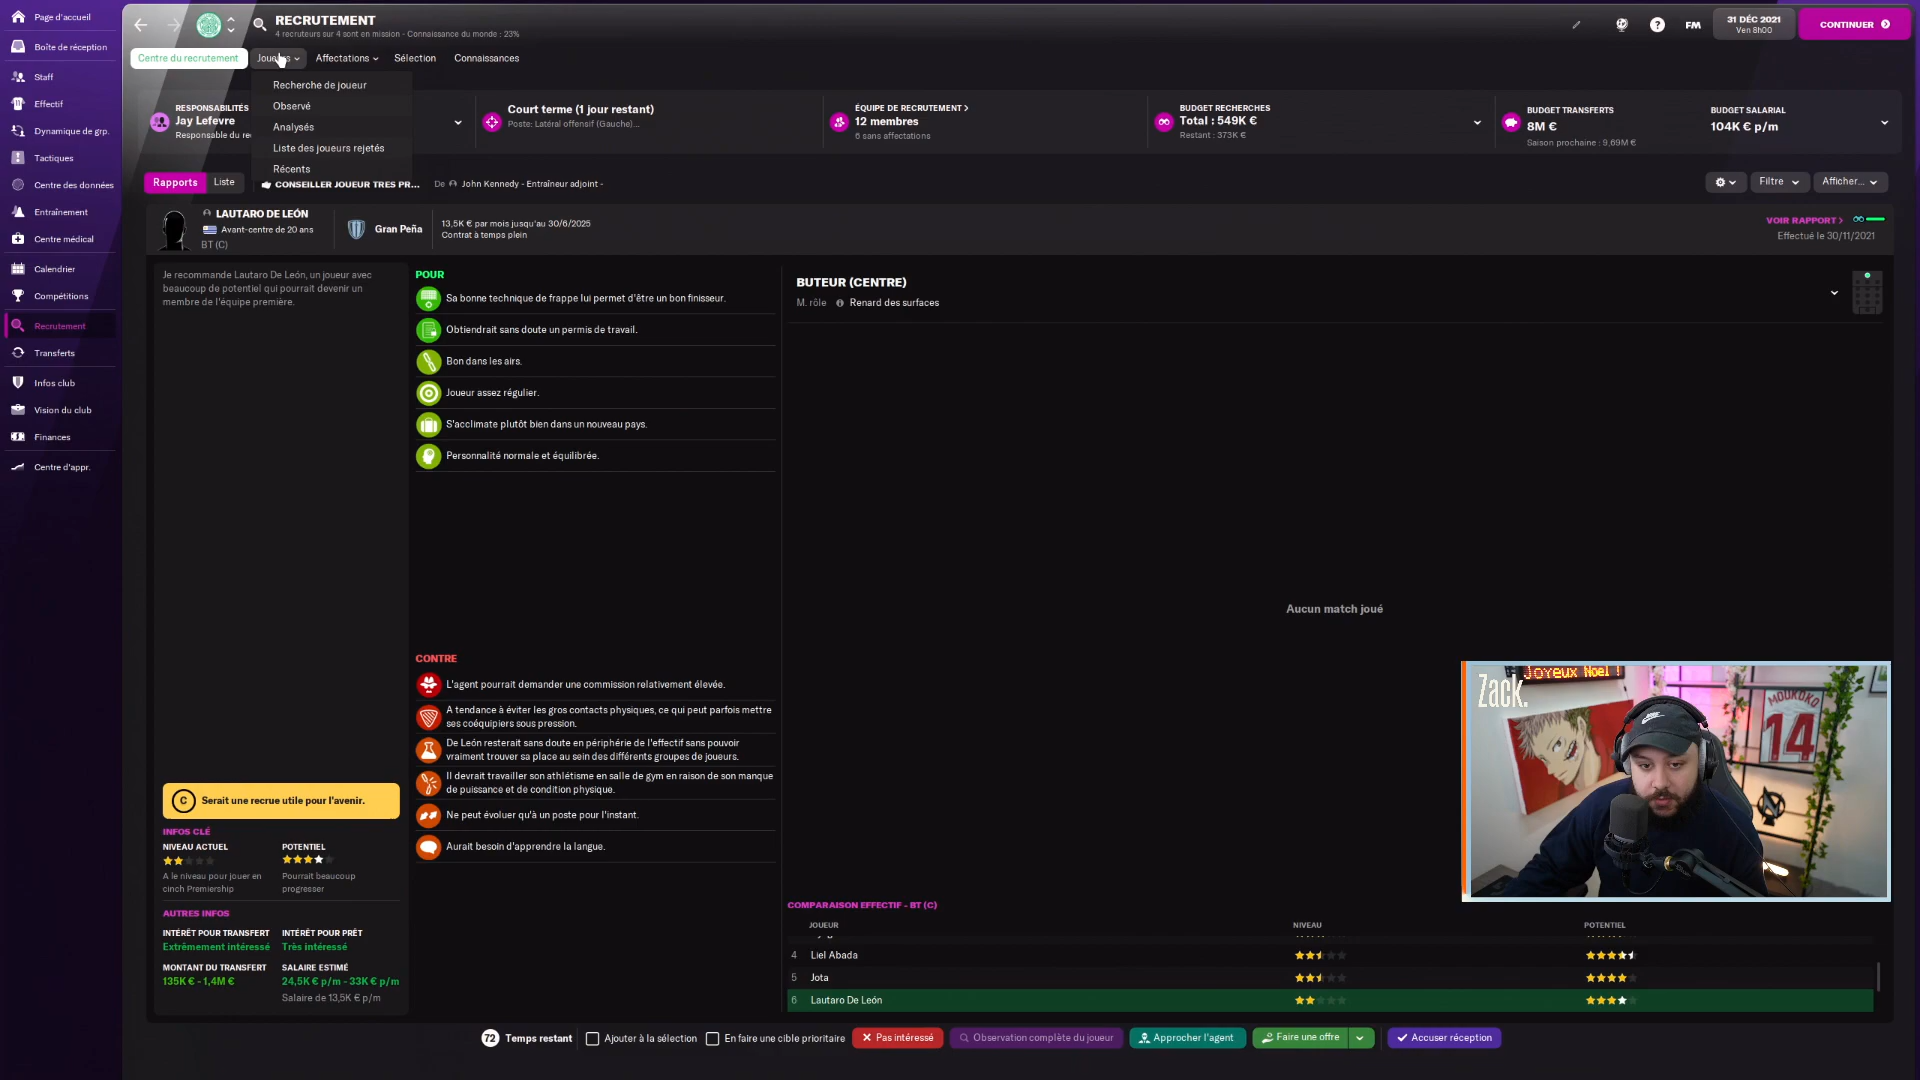 Page d'accueil
Boîte de réception
Staff
Effectif
Dynamique de grp.
Tactiques
Centre des données
Entraînement
Centre médical
Calendrier
Compétitions
Recrutement
Transferts
Infos club
Vision du club
Finances
Centre d'appr.
RECRUTEMENT
4 recruteurs sur 4 sont en mission - Connaissance du monde : 23%
FM
31 DÉC 2021
Ven 8h00
CONTINUER
Centre du recrutement
Affectations
Sélection
Connaissances
Recherche de joueur
Observé
Analysés
Liste des joueurs rejetés
Récents
RESPONSABILITÉS
Jay Lefevre
Responsable du re
Court terme (1 jour restant)
Poste: Latéral offensif (Gauche)...
ÉQUIPE DE RECRUTEMENT >
12 membres
6 sans affectations
BUDGET RECHERCHES
Total : 549K €
Restant : 373K €
BUDGET TRANSFERTS
8M €
Saison prochaine : 9,69M €
BUDGET SALARIAL
104K € p/m
Rapports
Liste
CONSEILLER JOUEUR TRÈS PR...
De John Kennedy - Entraîneur adjoint -
Filtre
Afficher...
LAUTARO DE LEÓN
Avant-centre de 20 ans
BT (C)
Gran Peña
13,5K € par mois jusqu'au 30/6/2025
Contrat à temps plein
VOIR RAPPORT >
Effectué le 30/11/2021
Je recommande Lautaro De León, un joueur avec
beaucoup de potentiel qui pourrait devenir un
membre de l'équipe première.
POUR
Sa bonne technique de frappe lui permet d'être un bon finisseur.
Obtiendrait sans doute un permis de travail.
Bon dans les airs.
Joueur assez régulier.
S'acclimate plutôt bien dans un nouveau pays.
Personnalité normale et équilibrée.
CONTRE
L'agent pourrait demander une commission relativement élevée.
A tendance à éviter les gros contacts physiques, ce qui peut parfois mettre
ses coéquipiers sous pression.
De León resterait sans doute en périphérie de l'effectif sans pouvoir
vraiment trouver sa place au sein des différents groupes de joueurs.
Il devrait travailler son athlétisme en salle de gym en raison de son manque
de puissance et de condition physique.
Ne peut évoluer qu'à un poste pour l'instant.
Aurait besoin d'apprendre la langue.
BUTEUR (CENTRE)
M. rôle Renard des surfaces
Aucun match joué
Joyeux Noel !
Zack.
MOUKOKO
14
C Serait une recrue utile pour l'avenir.
INFOS CLÉ
NIVEAU ACTUEL
A le niveau pour jouer en
cinch Premiership
POTENTIEL
Pourrait beaucoup
progresser
AUTRES INFOS
INTÉRÊT POUR TRANSFERT
Extrêmement intéressé
INTÉRÊT POUR PRÊT
Très intéressé
MONTANT DU TRANSFERT
135K € - 1,4M €
SALAIRE ESTIMÉ
24,5K € p/m - 33K € p/m
Salaire de 13,5K € p/m
COMPARAISON EFFECTIF - BT (C)
JOUEUR NIVEAU POTENTIEL
4 Liel Abada
5 Jota
6 Lautaro De León
72 Temps restant
Ajouter à la sélection
En faire une cible prioritaire
Pas intéressé
Observation complète du joueur
Approcher l'agent
Faire une offre
Accuser réception